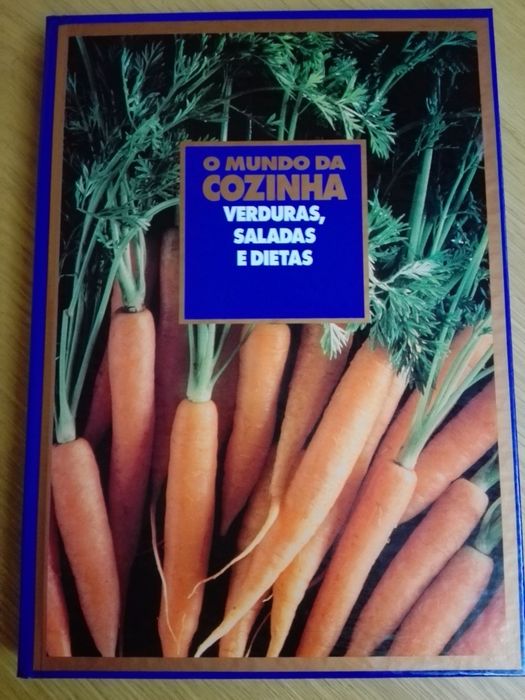 O MUNDO DA
COZINHA
VERDURAS,
SALADAS
E DIETAS